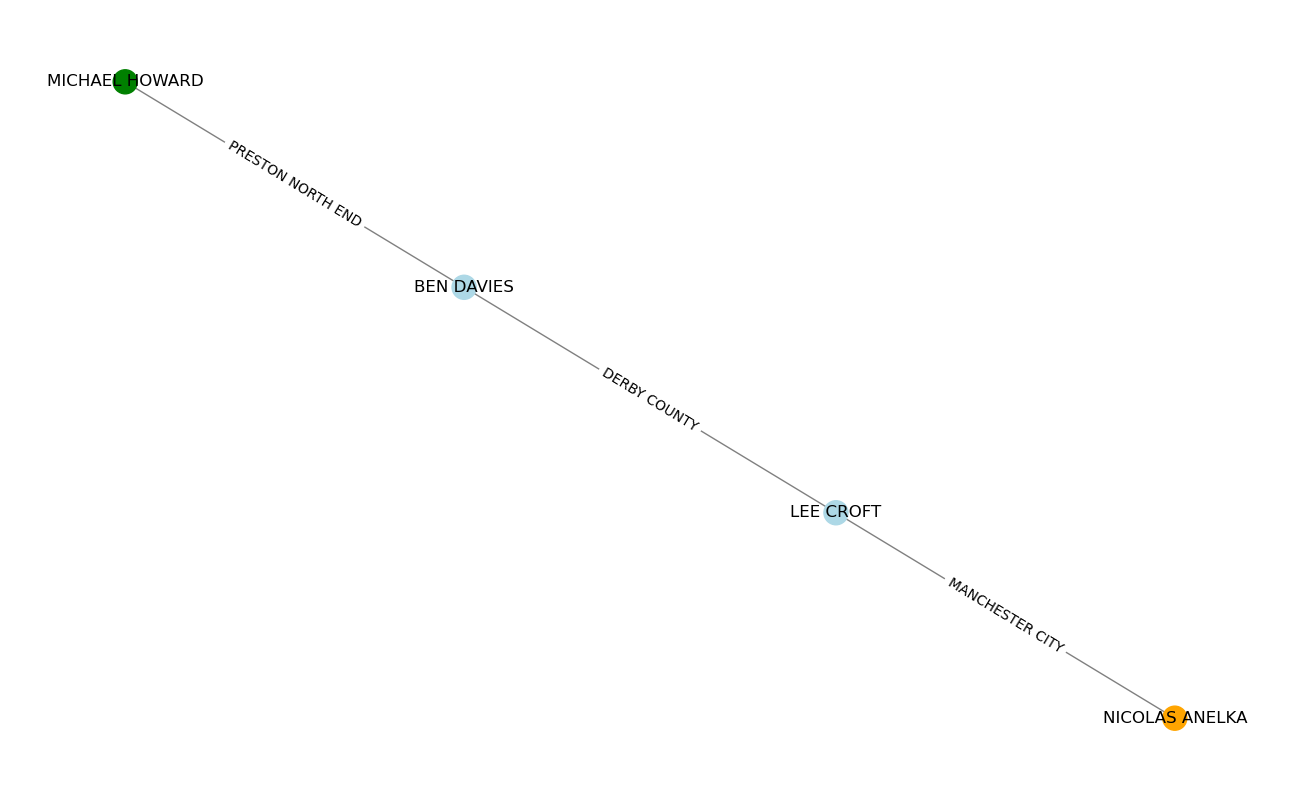 MICHAEL HOWARD
PRESTON NORTH END
BEN DAVIES
DERBY COUNTY
LEE CROFT
MANCHESTER CITY
NICOLAS ANELKA